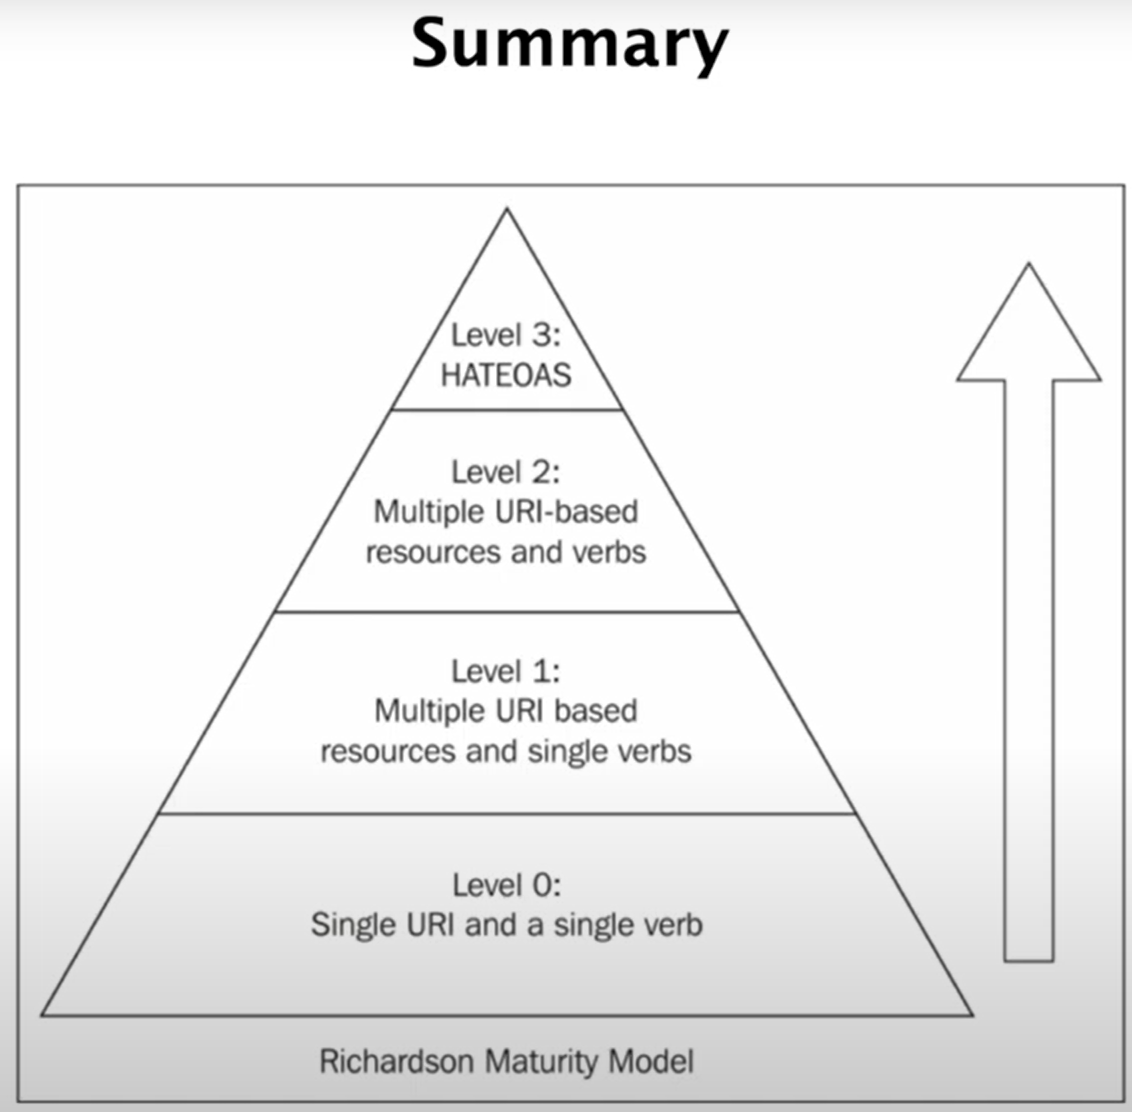 Summary
Level 3:
HATEOAS
Level 2:
Multiple URI-based
resources and verbs
Level 1:
Multiple URI based
resources and single verbs
Level 0:
Single URI and a single verb
Richardson Maturity Model